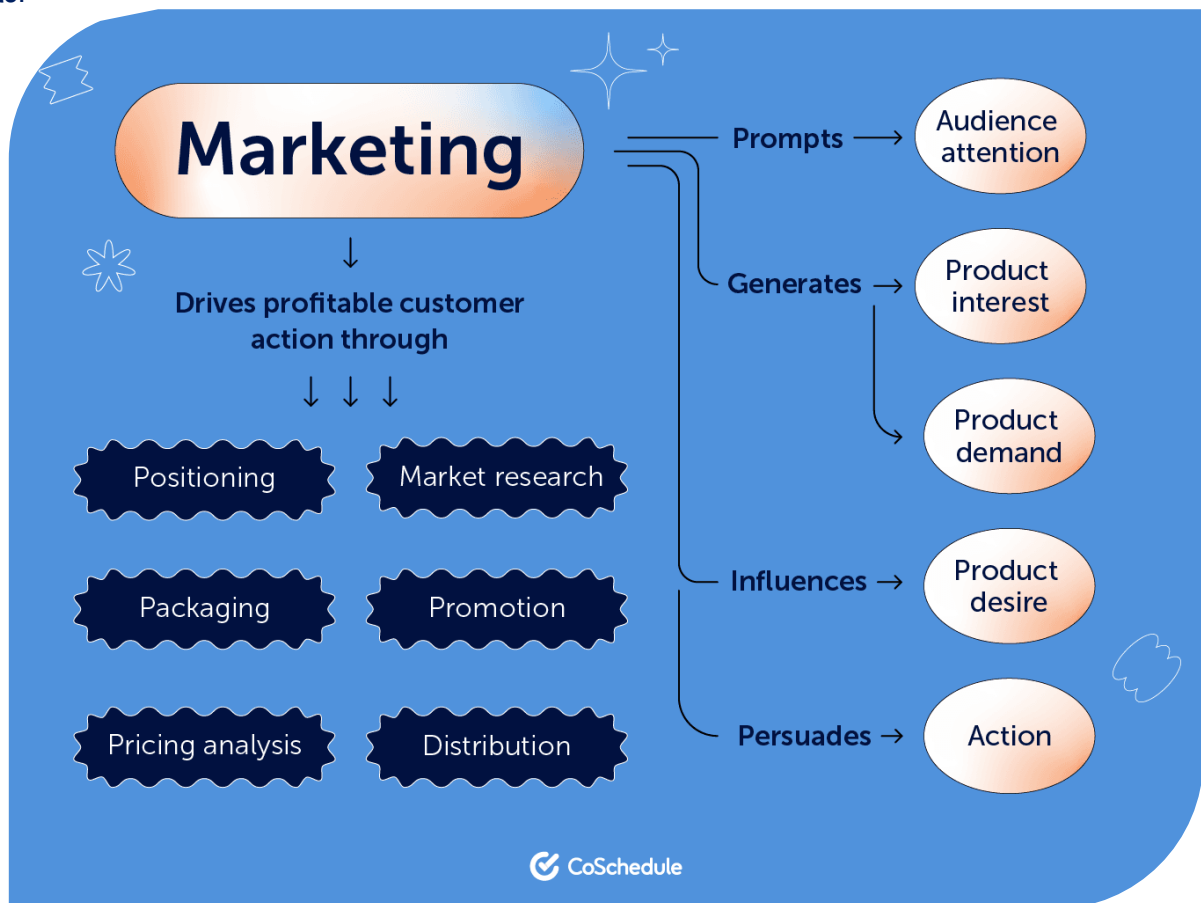 Marketing
Drives profitable customer
action through
Positioning
Market research
Packaging
Promotion
Pricing analysis
Distribution
Prompts
Audience
attention
Generates
Product
interest
Product
demand
Influences
Product
desire
Persuades
Action
CoSchedule